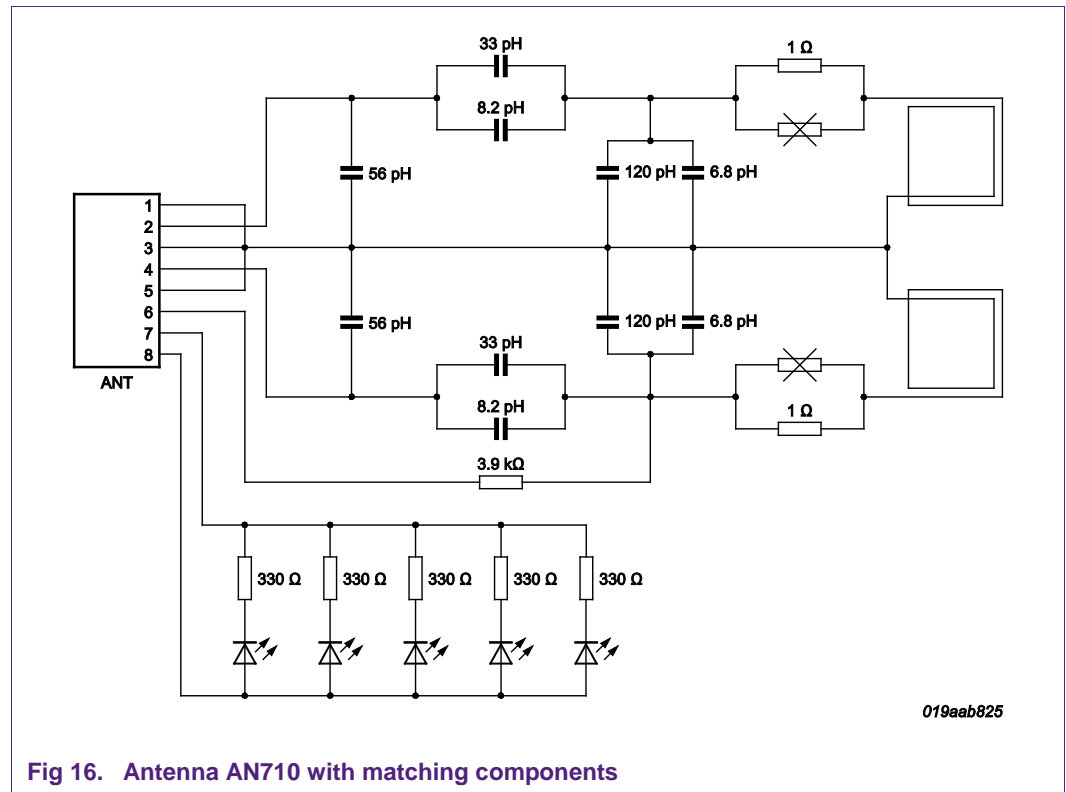 33 pH
1 Ω
8.2 pH
56 pH
120 pH
6.8 pH
1
2
3
4
5
6
7
8
ANT
56 pH
120 pH
6.8 pH
33 pH
8.2 pH
1 Ω
3.9 kΩ
330 Ω
330 Ω
330 Ω
330 Ω
330 Ω
019aab825
Fig 16. Antenna AN710 with matching components